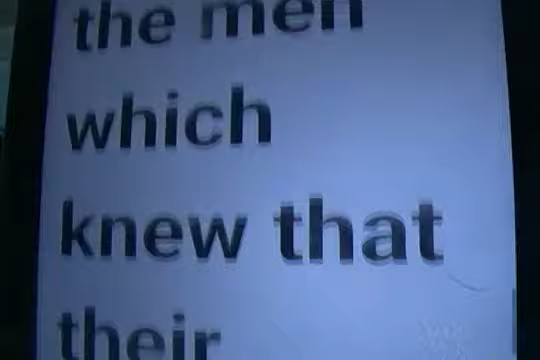 the men
which
knew that
their